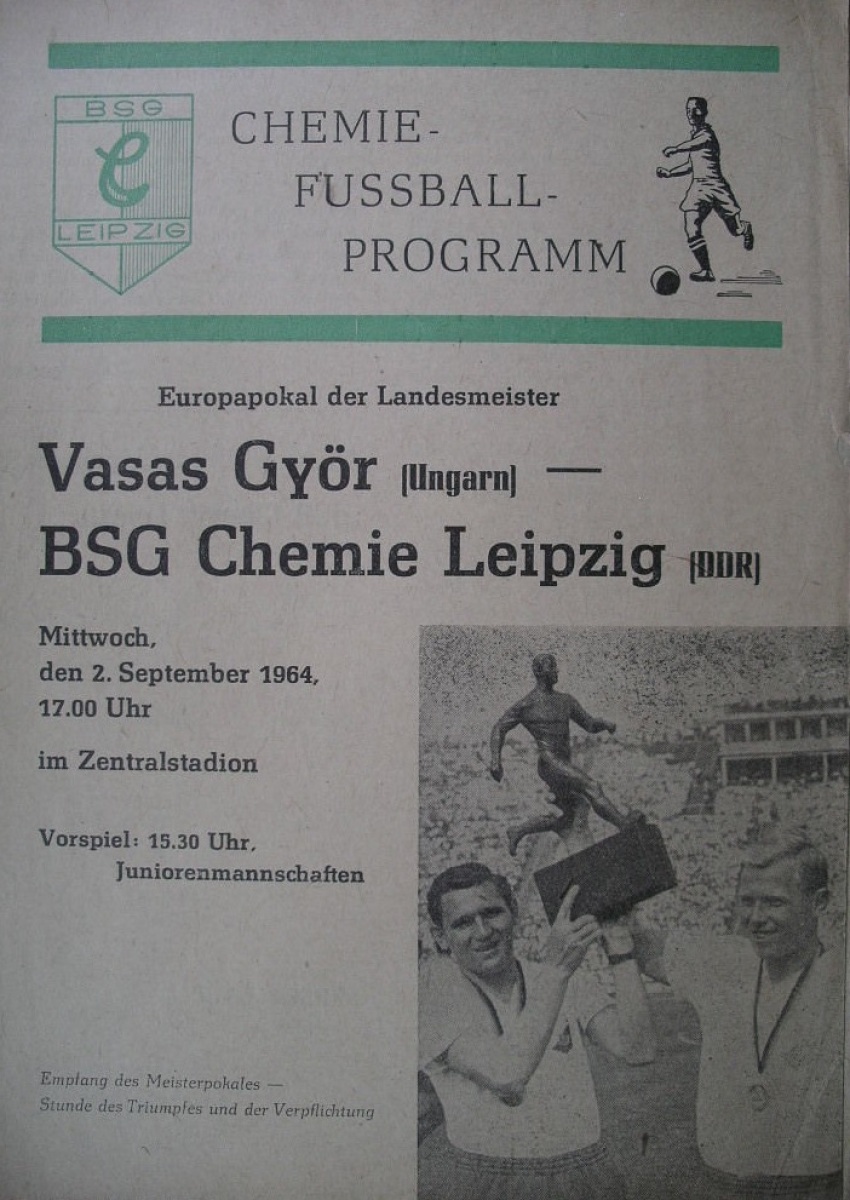 BSG
LEIPZIG
CHEMIE-
FUSSBALL-
PROGRAMM
Europapokal der Landesmeister
Vasas Györ (Ungarn) —
BSG Chemie Leipzig (DDR)
Mittwoch,
den 2. September 1964,
17.00 Uhr
im Zentralstadion
Vorspiel: 15.30 Uhr,
Juniorenmannschaften
Empfang des Meisterpokales —
Stunde des Triumpfes und der Verpflichtung